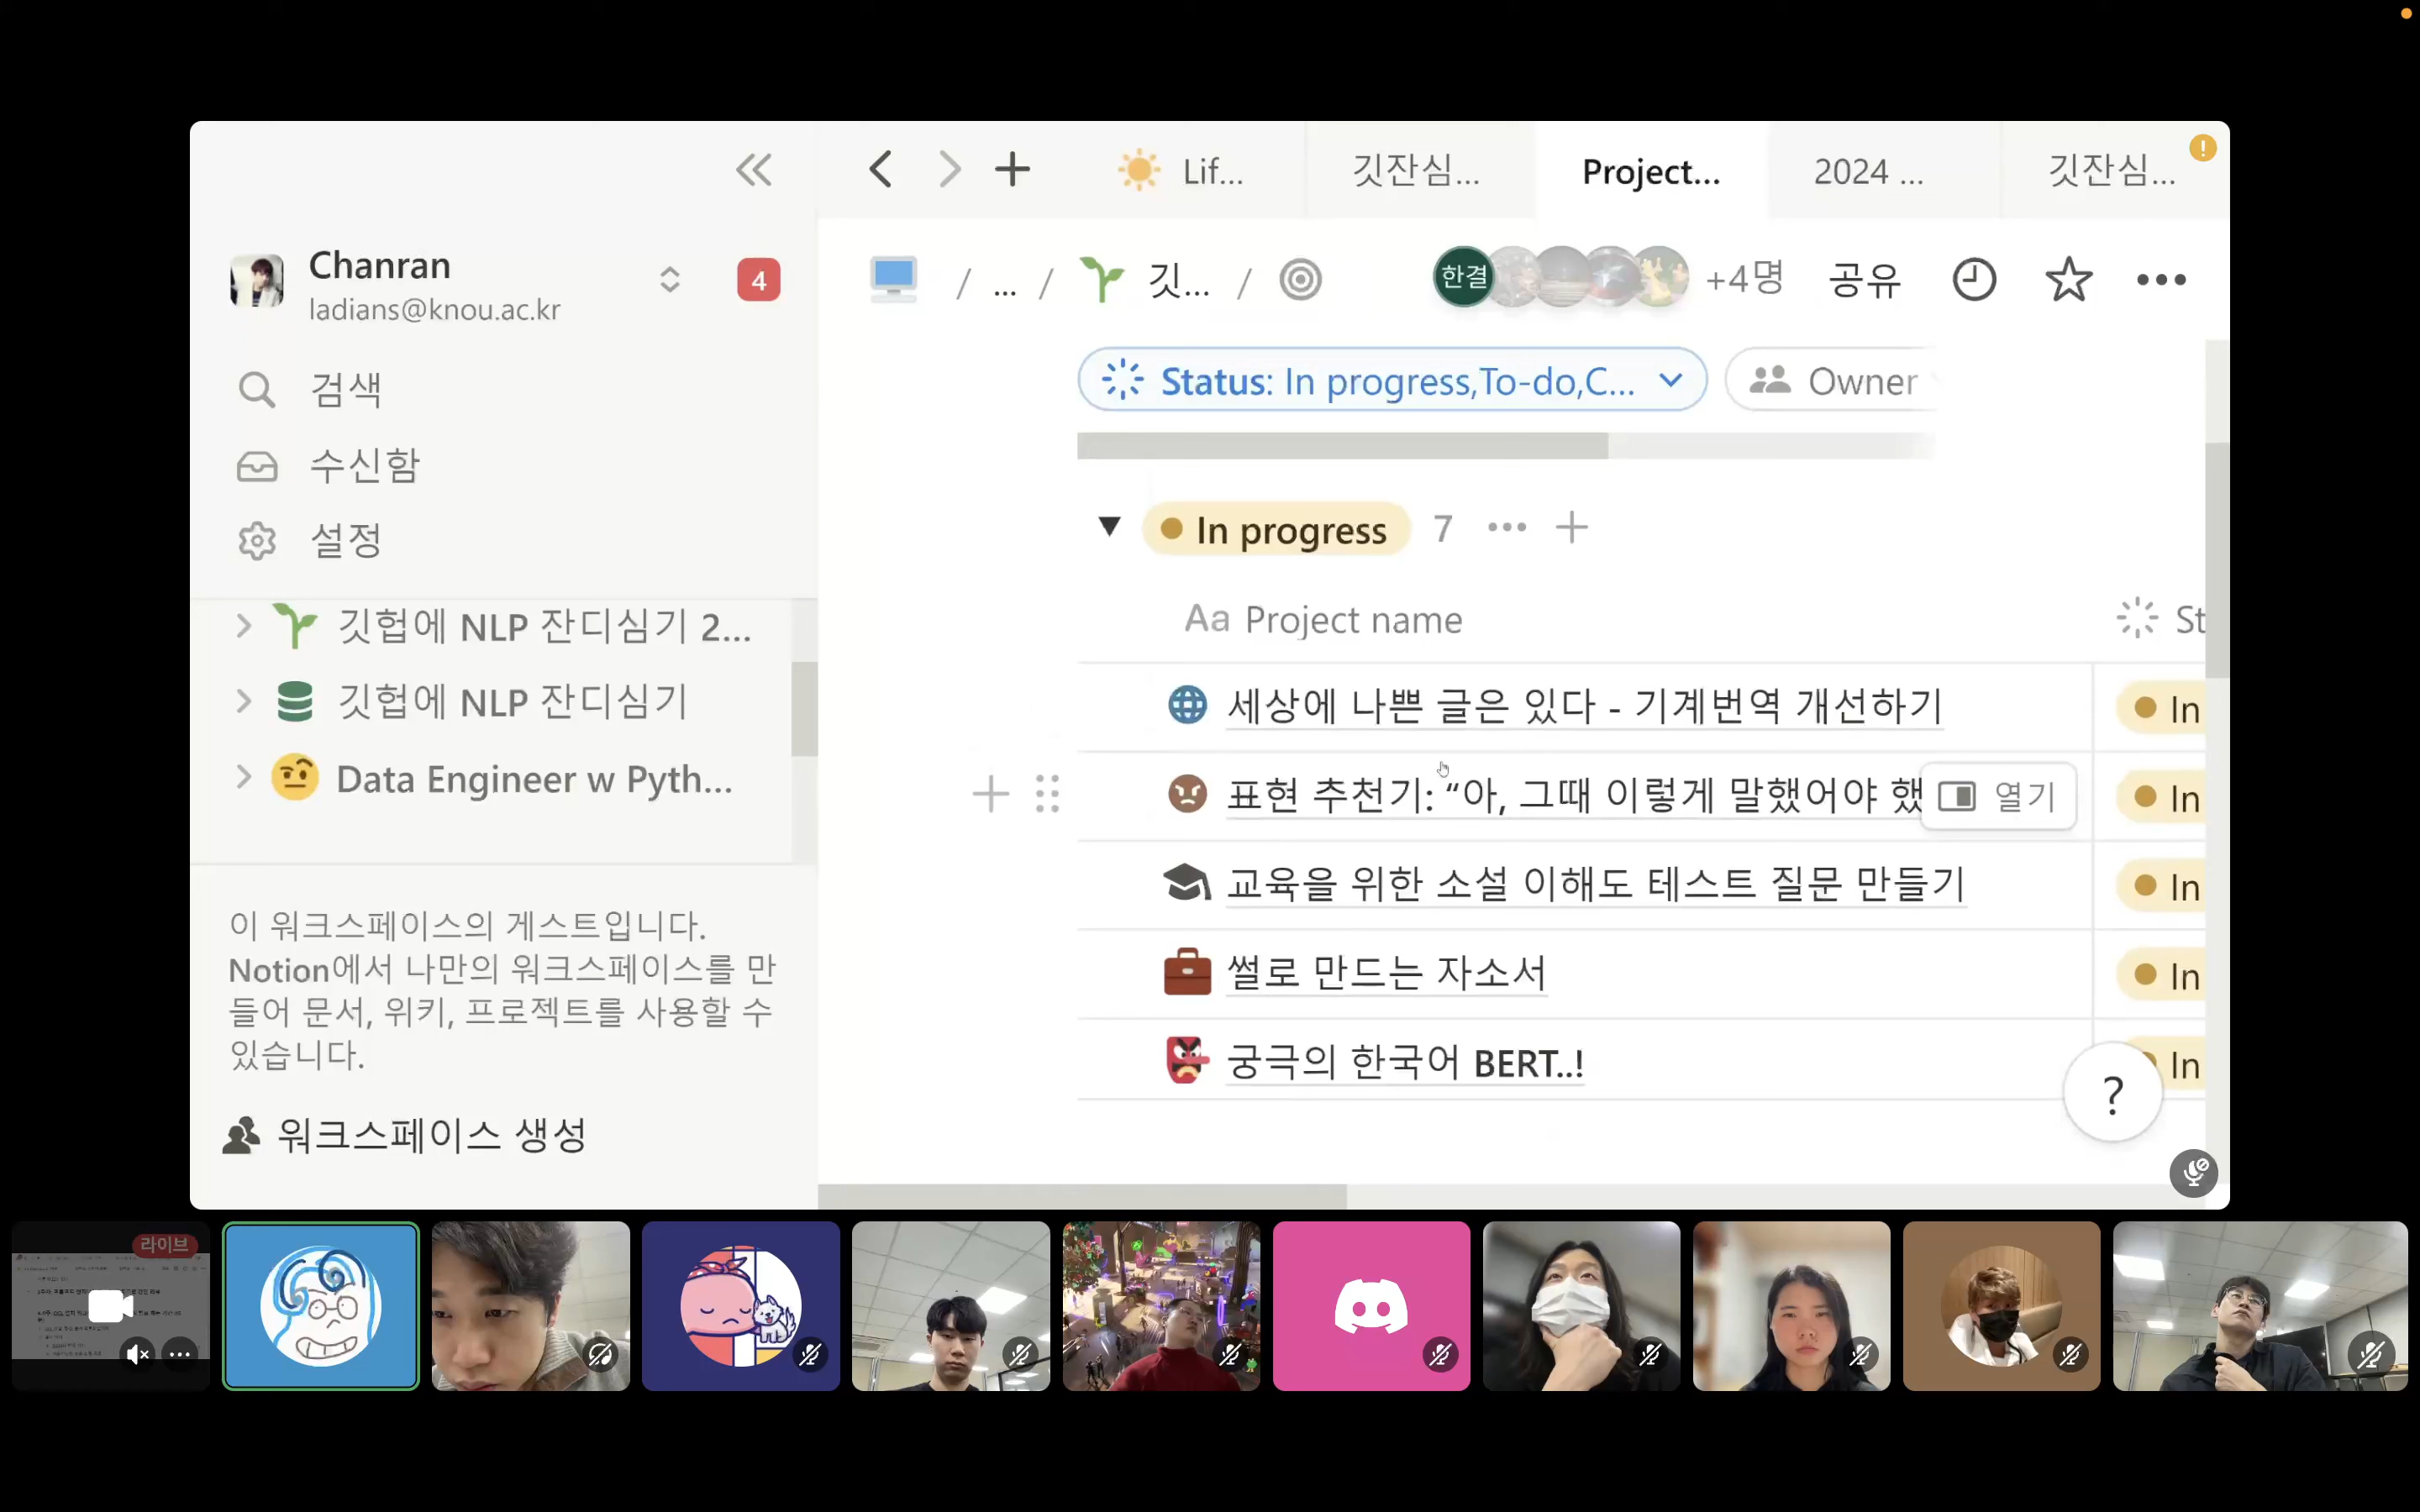 Lif...
깃잔심...
Project...
2024 ...
깃잔심...
Chanran
ladians@knou.ac.kr
4
/ ... / 깃... /
한결
+4명
공유
검색
수신함
설정
Status: In progress,To-do,C...
Owner
In progress 7
Aa Project name
St
깃헙에 NLP 잔디심기 2...
깃헙에 NLP 잔디심기
Data Engineer w Pyth...
세상에 나쁜 글은 있다 - 기계번역 개선하기
In
표현 추천기: “아, 그때 이렇게 말했어야 했
열기
In
교육을 위한 소설 이해도 테스트 질문 만들기
In
썰로 만드는 자소서
In
궁극의 한국어 BERT..!
In
?
이 워크스페이스의 게스트입니다.
Notion에서 나만의 워크스페이스를 만
들어 문서, 위키, 프로젝트를 사용할 수
있습니다.
워크스페이스 생성
라이브